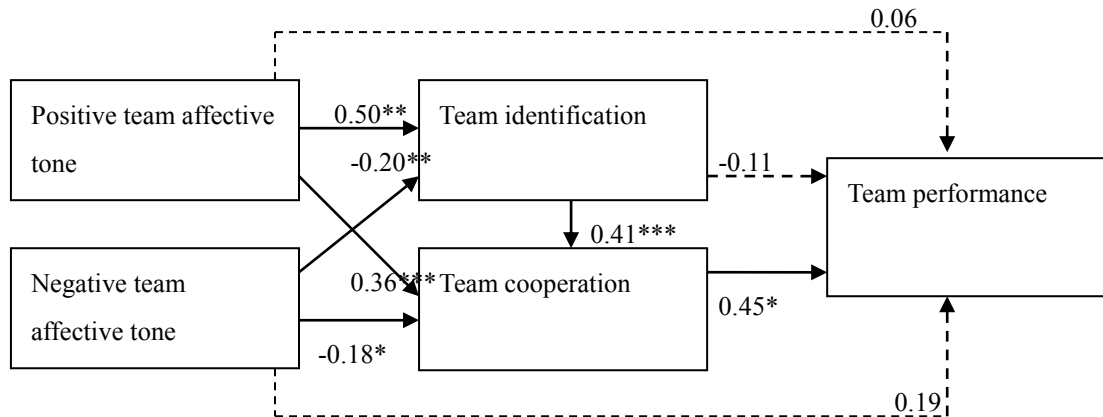 0.06
Positive team affective
tone
0.50**
Team identification
-0.20**
-0.11
Team performance
0.41***
Negative team
affective tone
0.36***
Team cooperation
0.45*
-0.18*
0.19